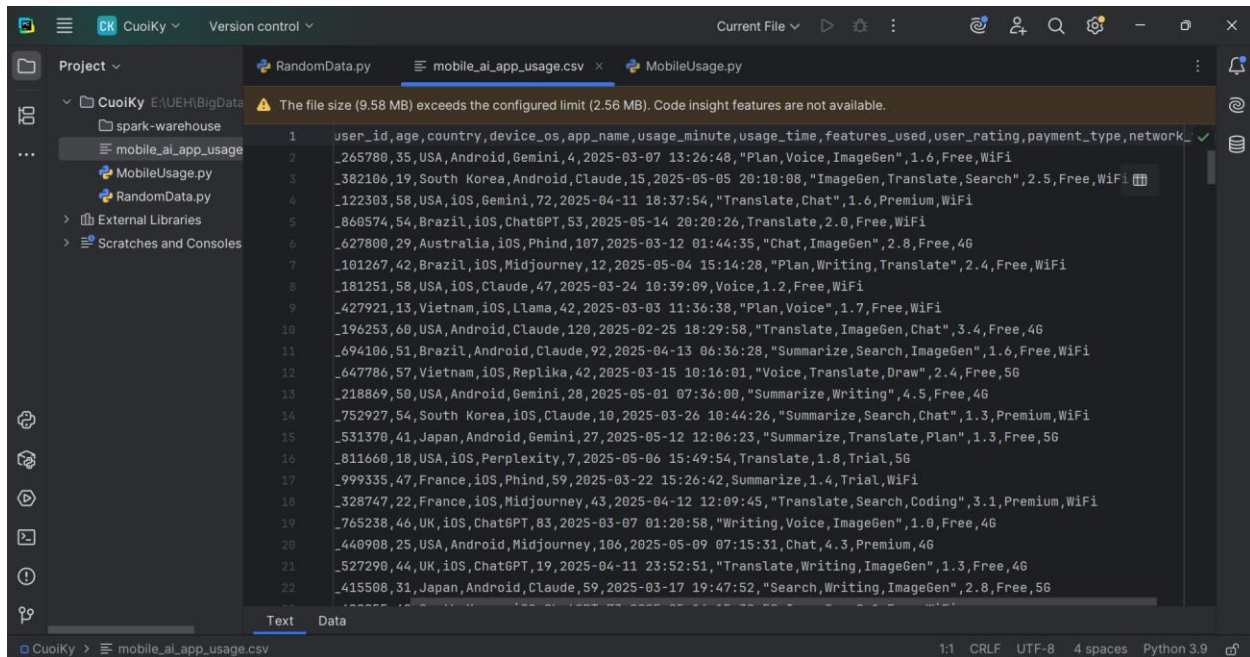 CK CuoiKy Version control Current File
Project
RandomData.py mobile_ai_app_usage.csv MobileUsage.py
CuoiKy E:\UEH\BigData
spark-warehouse
mobile_ai_app_usage
MobileUsage.py
RandomData.py
External Libraries
Scratches and Consoles
The file size (9.58 MB) exceeds the configured limit (2.56 MB). Code insight features are not available.
1 user_id,age,country,device_os,app_name,usage_minute,usage_time,features_used,user_rating,payment_type,network_
2 _265780,35,USA,Android,Gemini,4,2025-03-07 13:26:48,"Plan,Voice,ImageGen",1.6,Free,WiFi
3 _382106,19,South Korea,Android,Claude,15,2025-05-05 20:10:08,"ImageGen,Translate,Search",2.5,Free,WiFi
4 _122303,58,USA,iOS,Gemini,72,2025-04-11 18:37:54,"Translate,Chat",1.6,Premium,WiFi
5 _860574,54,Brazil,iOS,ChatGPT,53,2025-05-14 20:20:26,Translate,2.0,Free,WiFi
6 _627800,29,Australia,iOS,Phind,107,2025-03-12 01:44:35,"Chat,ImageGen",2.8,Free,4G
7 _101267,42,Brazil,iOS,Midjourney,12,2025-05-04 15:14:28,"Plan,Writing,Translate",2.4,Free,WiFi
8 _181251,58,USA,iOS,Claude,47,2025-03-24 10:39:09,Voice,1.2,Free,WiFi
9 _427921,13,Vietnam,iOS,Llama,42,2025-03-03 11:36:38,"Plan,Voice",1.7,Free,WiFi
10 _196253,60,USA,Android,Claude,120,2025-02-25 18:29:58,"Translate,ImageGen,Chat",3.4,Free,4G
11 _694106,51,Brazil,Android,Claude,92,2025-04-13 06:36:28,"Summarize,Search,ImageGen",1.6,Free,WiFi
12 _647786,57,Vietnam,iOS,Replika,42,2025-03-15 10:16:01,"Voice,Translate,Draw",2.4,Free,5G
13 _218869,50,USA,Android,Gemini,28,2025-05-01 07:36:00,"Summarize,Writing",4.5,Free,4G
14 _752927,54,South Korea,iOS,Claude,10,2025-03-26 10:44:26,"Summarize,Search,Chat",1.3,Premium,WiFi
15 _531370,41,Japan,Android,Gemini,27,2025-05-12 12:06:23,"Summarize,Translate,Plan",1.3,Free,5G
16 _811660,18,USA,iOS,Perplexity,7,2025-05-06 15:49:54,Translate,1.8,Trial,5G
17 _999335,47,France,iOS,Phind,59,2025-03-22 15:26:42,Summarize,1.4,Trial,WiFi
18 _328747,22,France,iOS,Midjourney,43,2025-04-12 12:09:45,"Translate,Search,Coding",3.1,Premium,WiFi
19 _765238,46,UK,iOS,ChatGPT,83,2025-03-07 01:20:58,"Writing,Voice,ImageGen",1.0,Free,4G
20 _440908,25,USA,Android,Midjourney,106,2025-05-09 07:15:31,Chat,4.3,Premium,4G
21 _527290,44,UK,iOS,ChatGPT,19,2025-04-11 23:52:51,"Translate,Writing,ImageGen",1.3,Free,4G
22 _415508,31,Japan,Android,Claude,59,2025-03-17 19:47:52,"Search,Writing,ImageGen",2.8,Free,5G
Text Data
CuoiKy > mobile_ai_app_usage.csv 1:1 CRLF UTF-8 4 spaces Python 3.9